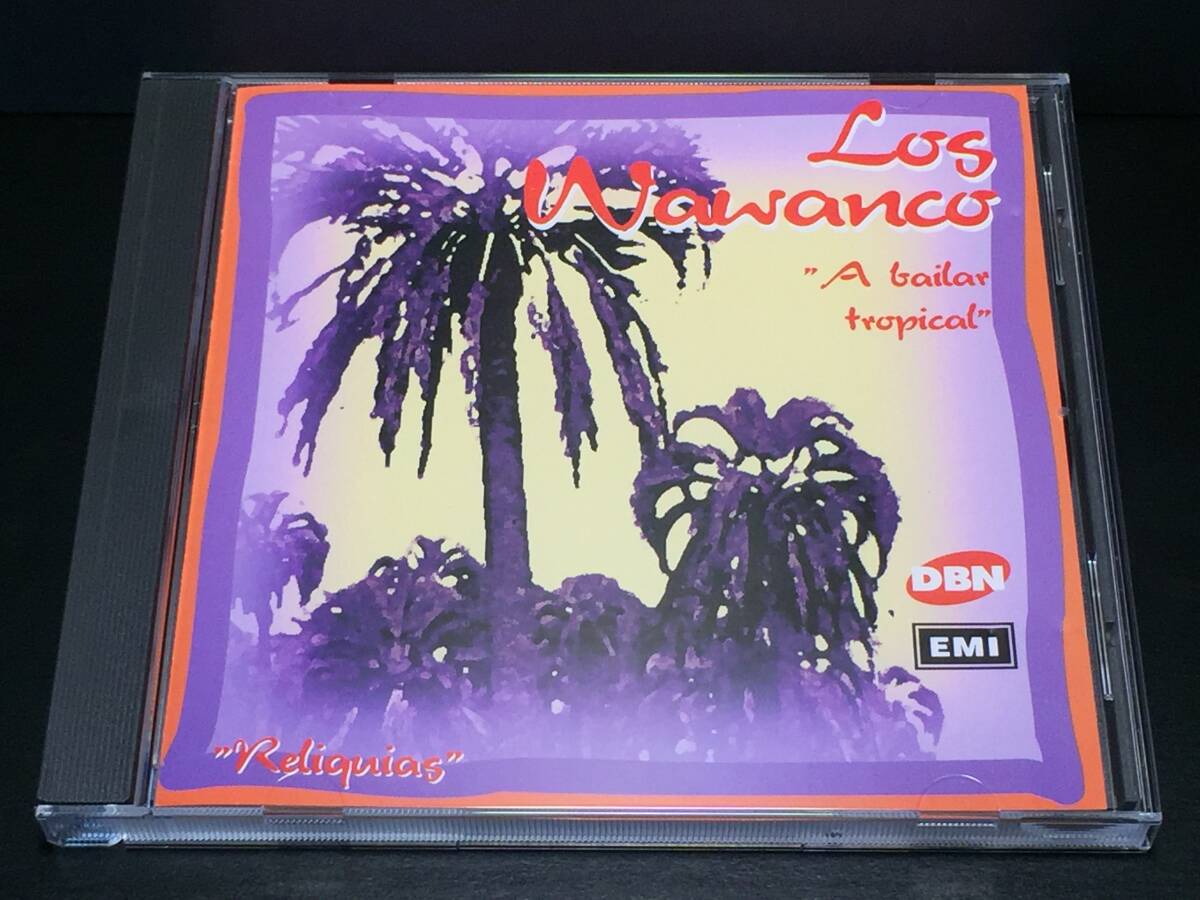 Los
Wawanco
"A bailar
tropical"
DBN
EMI
"Reliquias"